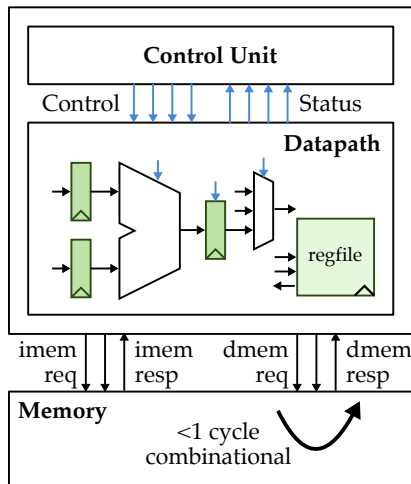 Control Unit
Control
Status
Datapath
regfile
imem
req
imem
resp
dmem
req
dmem
resp
Memory
<1 cycle
combinational